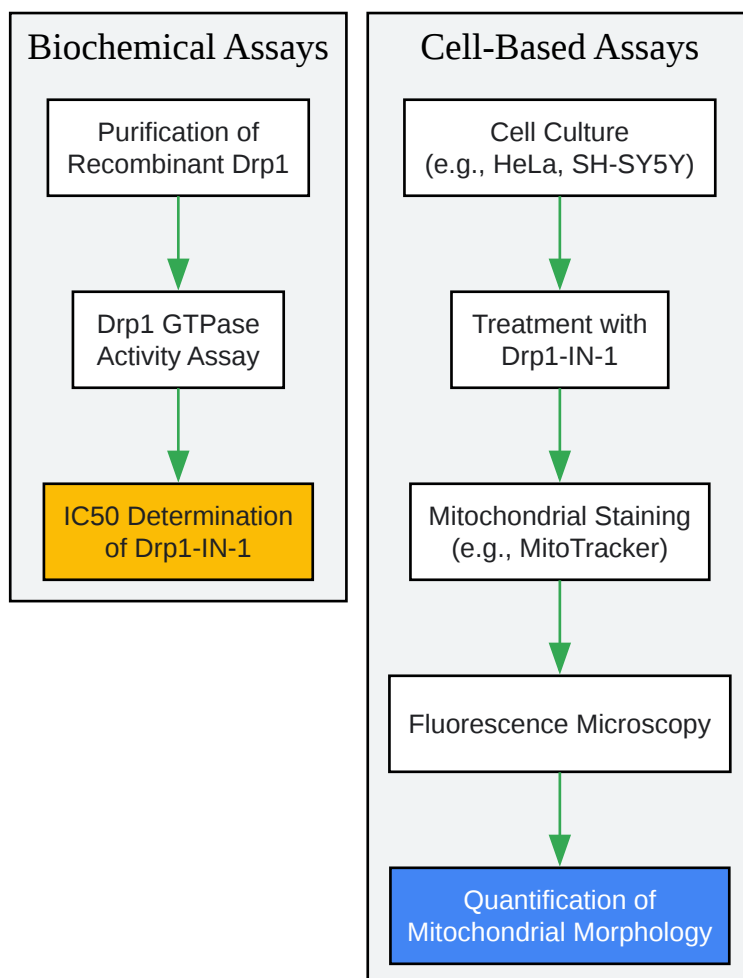 Biochemical Assays
Purification of
Recombinant Drp1
Drp1 GTPase
Activity Assay
IC50 Determination
of Drp1-IN-1
Cell-Based Assays
Cell Culture
(e.g., HeLa, SH-SY5Y)
Treatment with
Drp1-IN-1
Mitochondrial Staining
(e.g., MitoTracker)
Fluorescence Microscopy
Quantification of
Mitochondrial Morphology